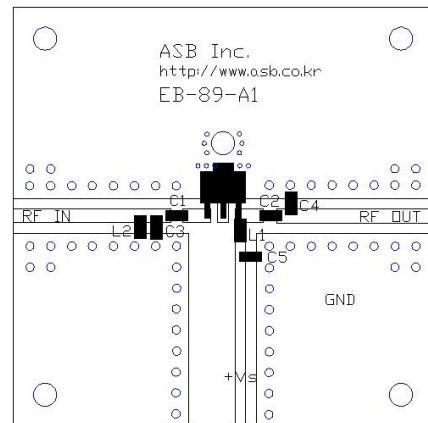 ASB Inc.
http://www.asb.co.kr
EB-89-A1
C1
C2
C4
RF IN
RF OUT
L2
C3
L1
C5
GND
+Vs